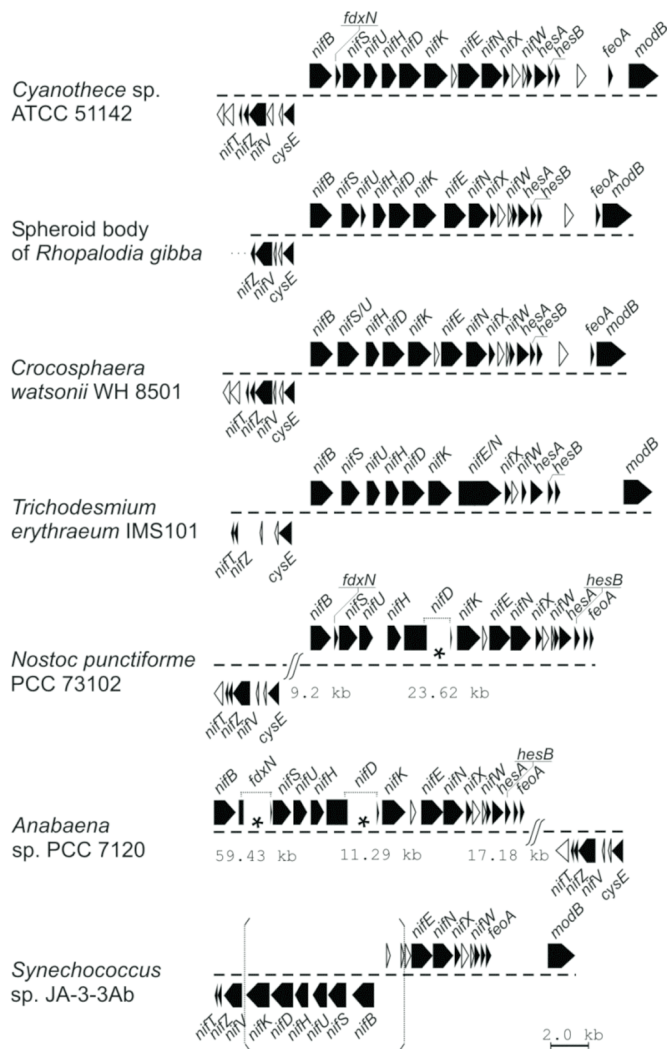 fdxN
nifB nifS nifU nifH nifD nifK nifE nifN nifX nifW hesA hesB feoA modB
Cyanothece sp.
ATCC 51142
nifT nifZ nifV cysE
nifB nifS nifU nifH nifD nifK nifE nifN nifX nifW hesA hesB feoA modB
Spheroid body
of Rhopalodia gibba
nifZ nifV cysE
nifB nifS/U nifH nifD nifK nifE nifN nifX nifW hesA hesB feoA modB
Crocosphaera
watsonii WH 8501
nifT nifZ nifV cysE
nifB nifS nifU nifH nifD nifK nifE/N nifX nifW hesA hesB modB
Trichodesmium
erythraeum IMS101
nifT nifZ cysE
fdxN nifD hesB
nifB nifS nifU nifH nifK nifE nifN nifX nifW hesA feoA
*
Nostoc punctiforme
PCC 73102
9.2 kb 23.62 kb
nifT nifZ nifV cysE
hesB
nifB fdxN nifS nifU nifH nifD nifK nifE nifN nifX nifW hesA feoA
* *
Anabaena
sp. PCC 7120
59.43 kb 11.29 kb 17.18 kb
nifT nifZ nifV cysE
nifE nifN nifX nifW feoA modB
Synechococcus
sp. JA-3-3Ab
nifT nifZ nifV nifK nifD nifH nifU nifS nifB
2.0 kb